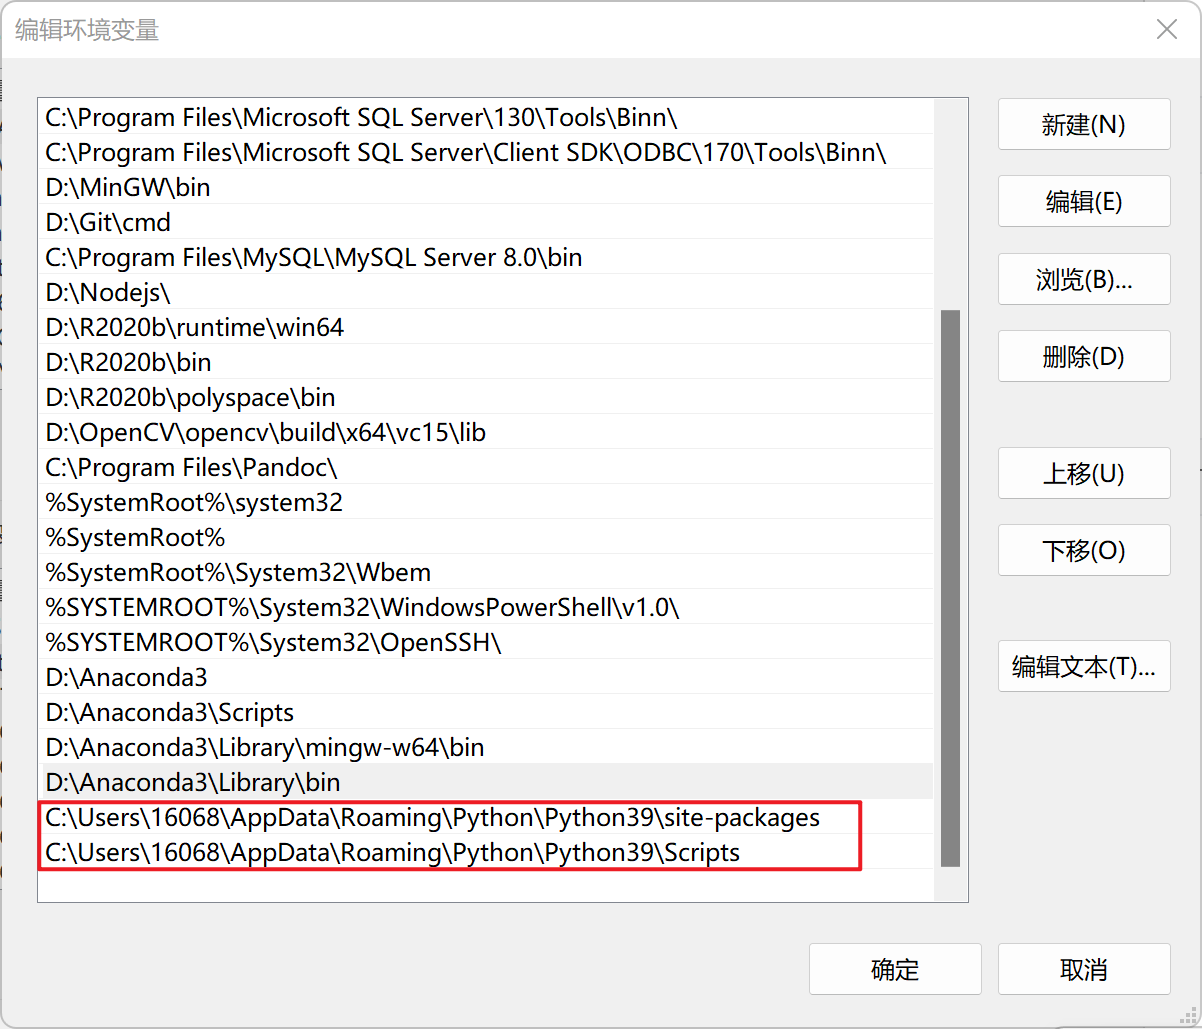 编辑环境变量
C:\Program Files\Microsoft SQL Server\130\Tools\Binn\
C:\Program Files\Microsoft SQL Server\Client SDK\ODBC\170\Tools\Binn\
D:\MinGW\bin
D:\Git\cmd
C:\Program Files\MySQL\MySQL Server 8.0\bin
D:\Nodejs\
D:\R2020b\runtime\win64
D:\R2020b\bin
D:\R2020b\polyspace\bin
D:\OpenCV\opencv\build\x64\vc15\lib
C:\Program Files\Pandoc\
%SystemRoot%\system32
%SystemRoot%
%SystemRoot%\System32\Wbem
%SYSTEMROOT%\System32\WindowsPowerShell\v1.0\
%SYSTEMROOT%\System32\OpenSSH\
D:\Anaconda3
D:\Anaconda3\Scripts
D:\Anaconda3\Library\mingw-w64\bin
D:\Anaconda3\Library\bin
C:\Users\16068\AppData\Roaming\Python\Python39\site-packages
C:\Users\16068\AppData\Roaming\Python\Python39\Scripts
新建(N)
编辑(E)
浏览(B)...
删除(D)
上移(U)
下移(O)
编辑文本(T)...
确定
取消